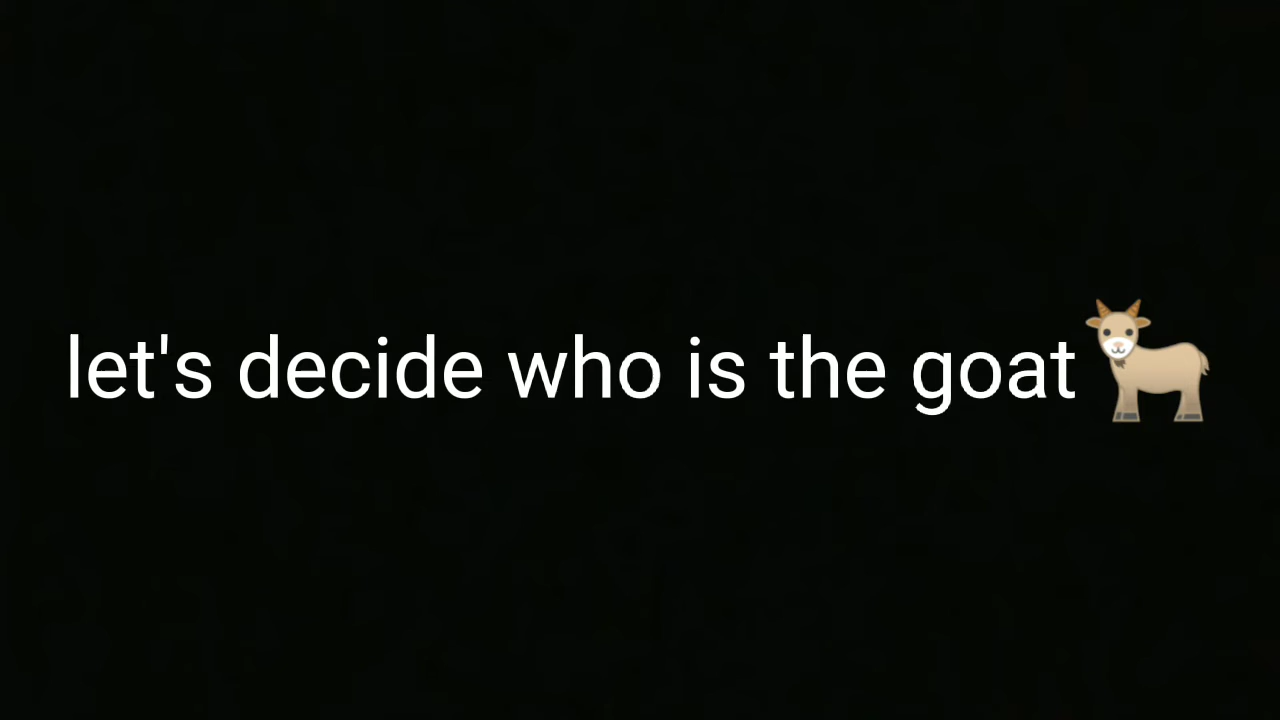 let's decide who is the goat🐐